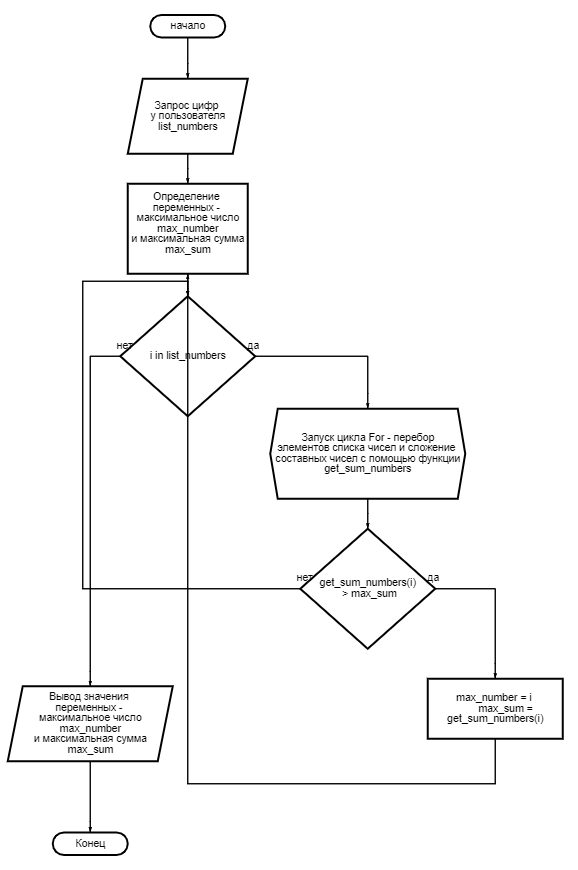 начало
Запрос цифр
у пользователя
list_numbers
Определение
переменных -
максимальное число
max_number
и максимальная сумма
max_sum
нет
i in list_numbers
да
Запуск цикла For - перебор
элементов списка чисел и сложение
составных чисел с помощью функции
get_sum_numbers
нет
get_sum_numbers(i)
> max_sum
да
max_number = i
max_sum =
get_sum_numbers(i)
Вывод значения
переменных -
максимальное число
max_number
и максимальная сумма
max_sum
Конец